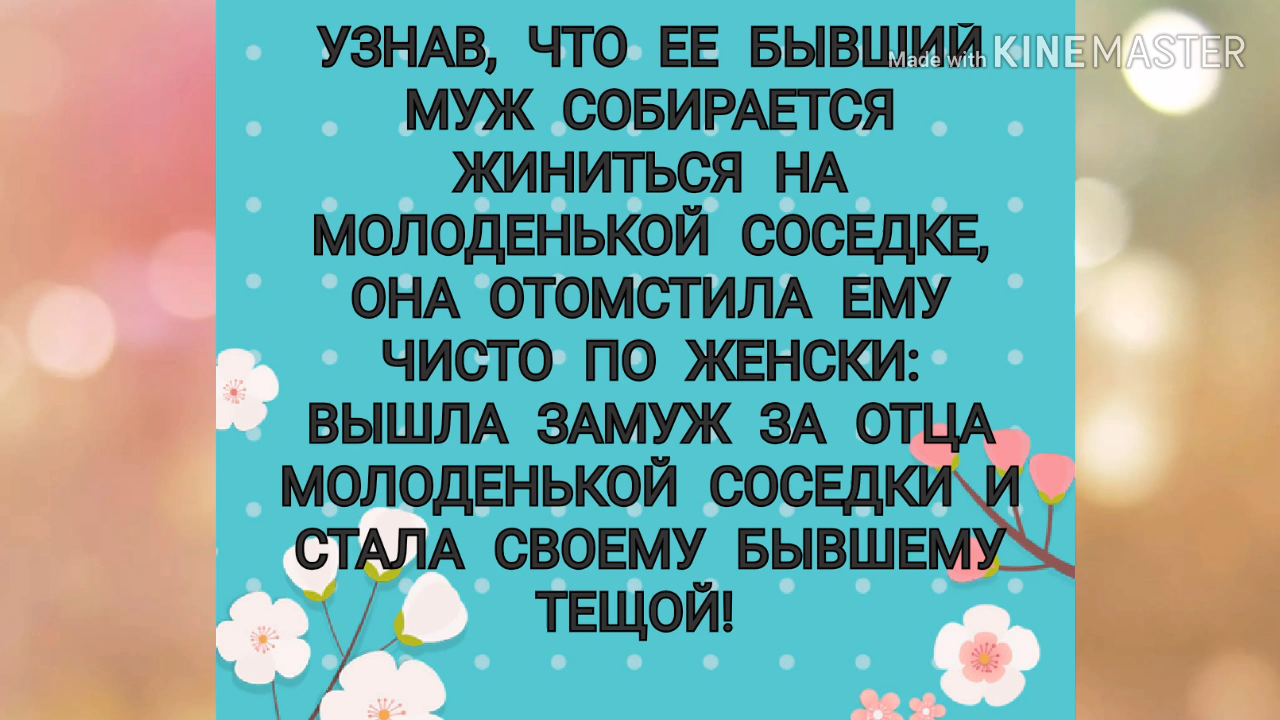 УЗНАВ, ЧТО ЕЕ БЫВШИЙ
Made with KINEMASTER
МУЖ СОБИРАЕТСЯ
ЖИНИТЬСЯ НА
МОЛОДЕНЬКОЙ СОСЕДКЕ,
ОНА ОТОМСТИЛА ЕМУ
ЧИСТО ПО ЖЕНСКИ:
ВЫШЛА ЗАМУЖ ЗА ОТЦА
МОЛОДЕНЬКОЙ СОСЕДКИ И
СТАЛА СВОЕМУ БЫВШЕМУ
ТЕЩОЙ!